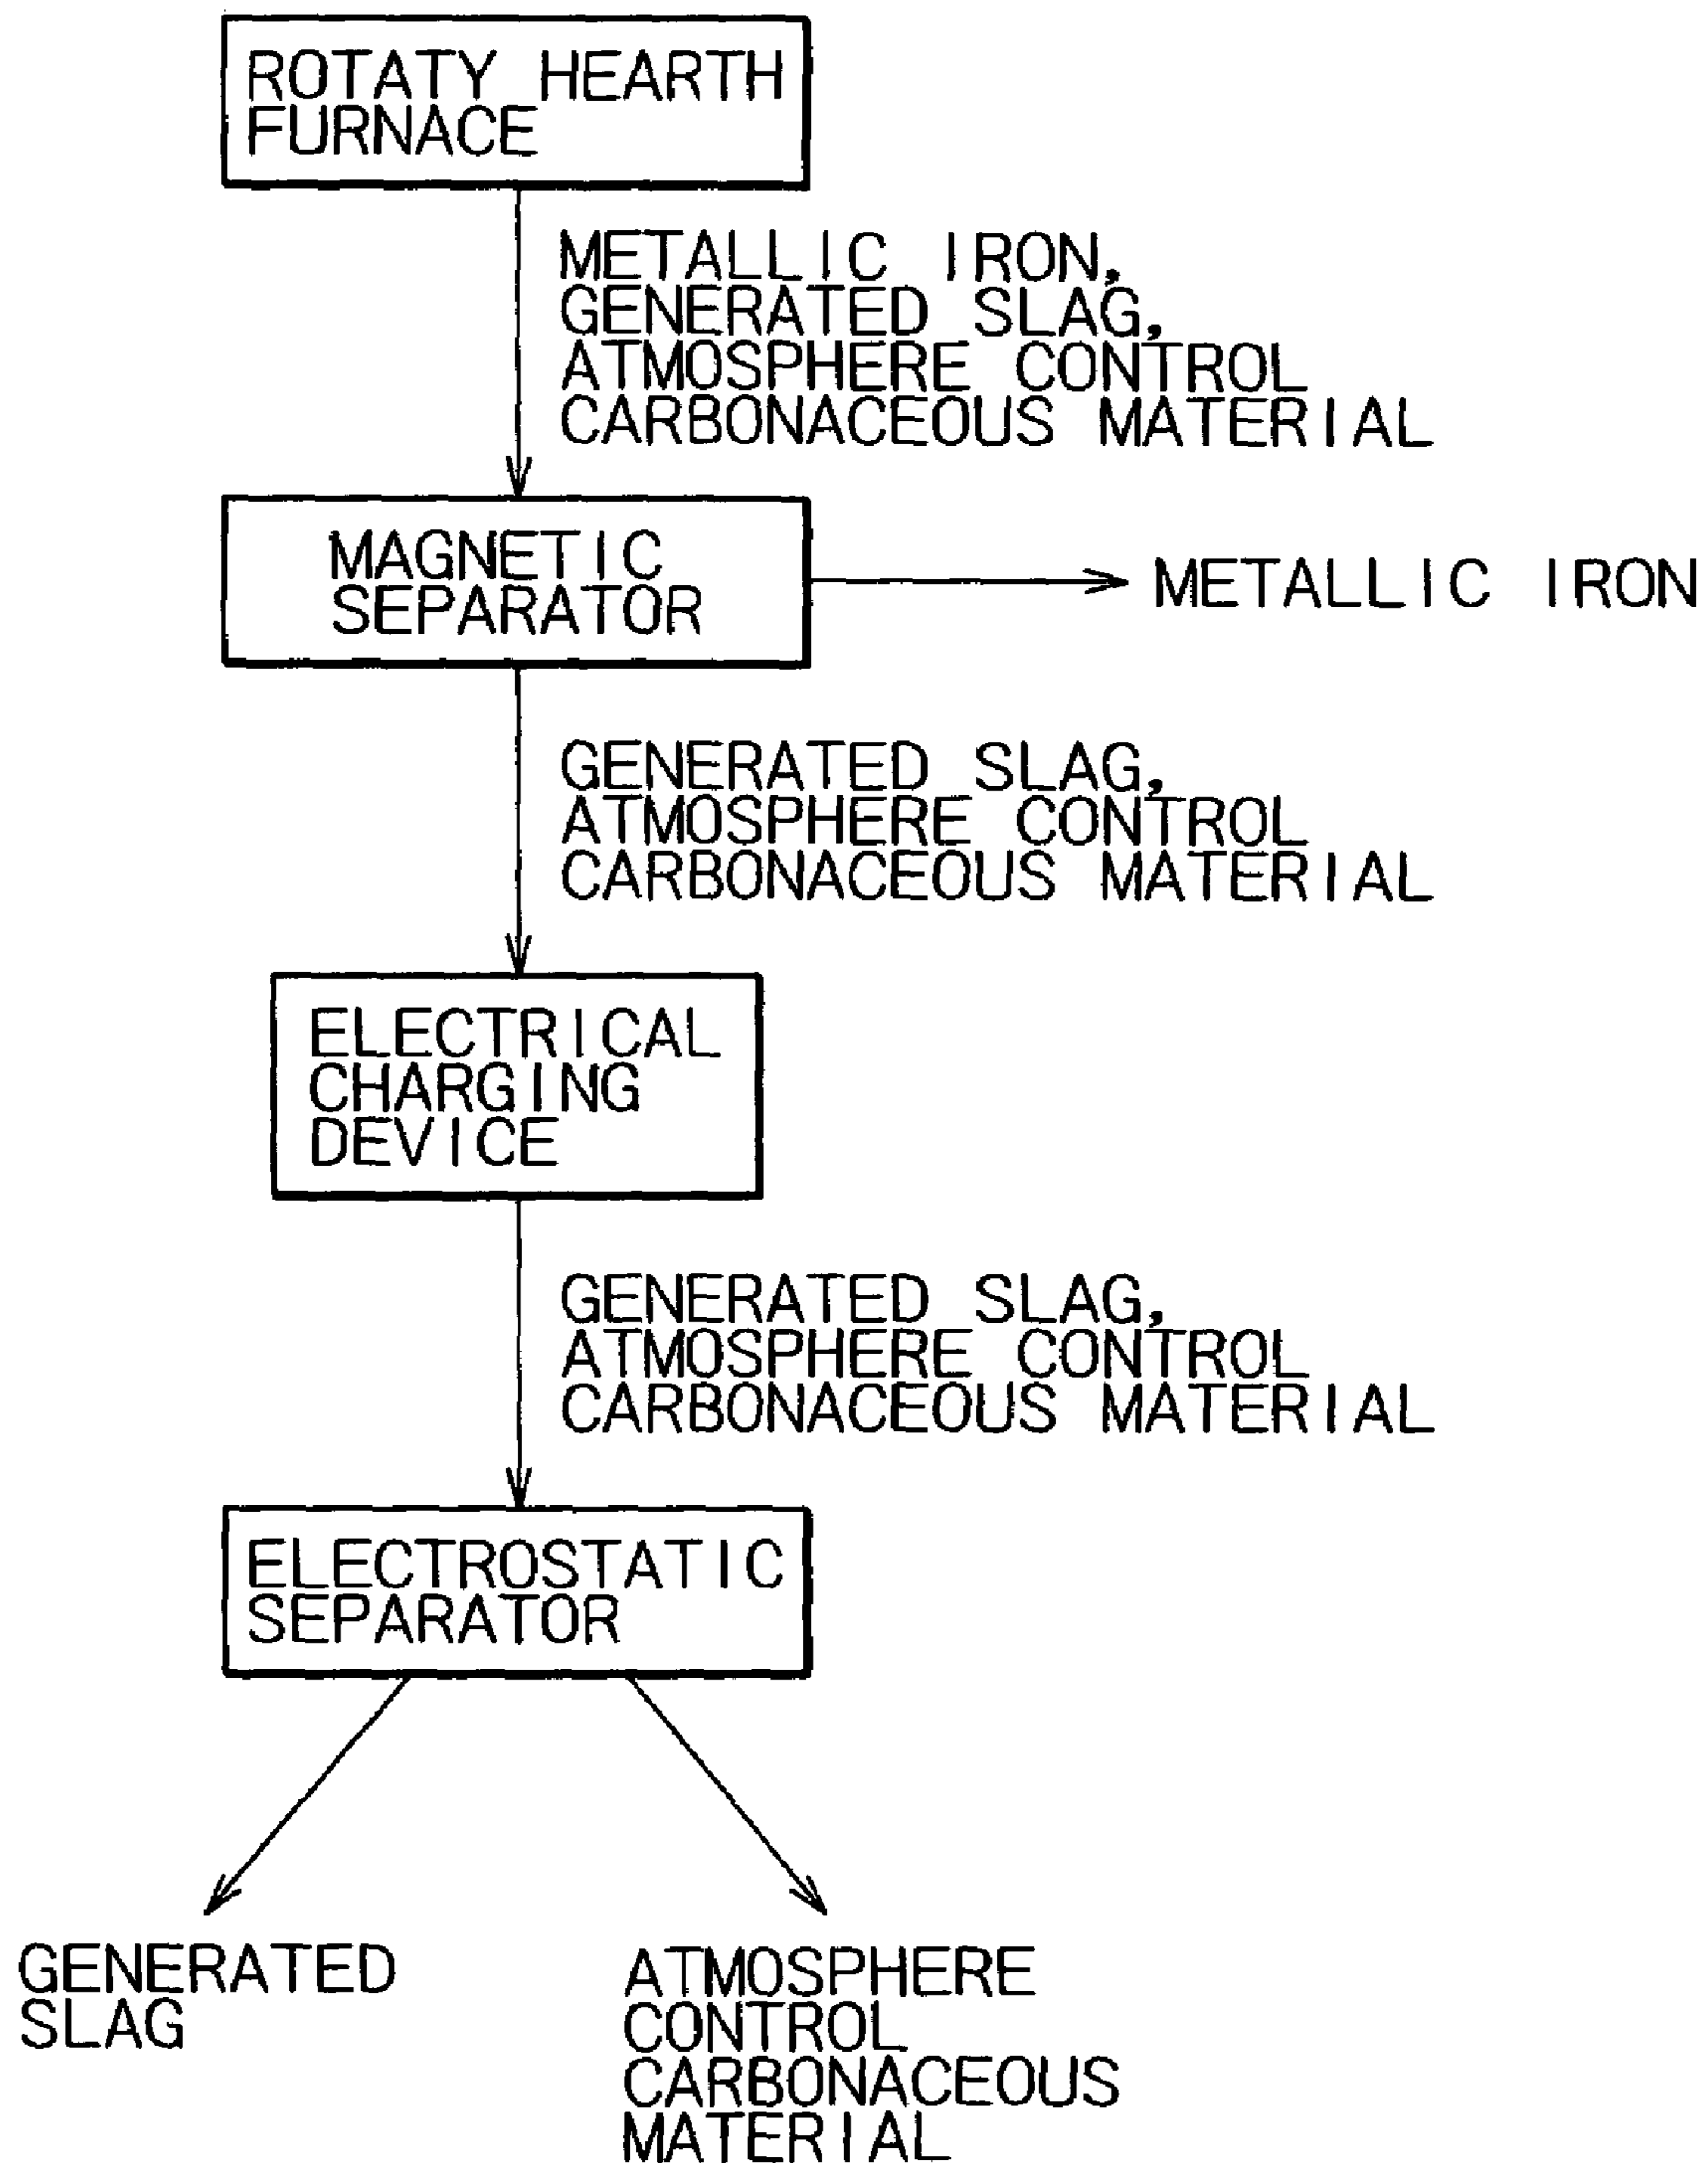 ROTATY HEARTH
FURNACE
METALLIC IRON,
GENERATED SLAG,
ATMOSPHERE CONTROL
CARBONACEOUS MATERIAL
MAGNETIC
SEPARATOR
METALLIC IRON
GENERATED SLAG,
ATMOSPHERE CONTROL
CARBONACEOUS MATERIAL
ELECTRICAL
CHARGING
DEVICE
GENERATED SLAG,
ATMOSPHERE CONTROL
CARBONACEOUS MATERIAL
ELECTROSTATIC
SEPARATOR
GENERATED
SLAG
ATMOSPHERE
CONTROL
CARBONACEOUS
MATERIAL